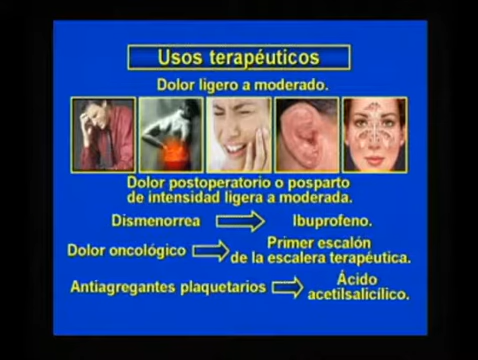 Usos terapéuticos
Dolor ligero a moderado.
Dolor postoperatorio o posparto
de intensidad ligera a moderada.
Dismenorrea
Ibuprofeno.
Dolor oncológico
Primer escalón
de la escalera terapéutica.
Antiagregantes plaquetarios
Ácido
acetilsalicílico.